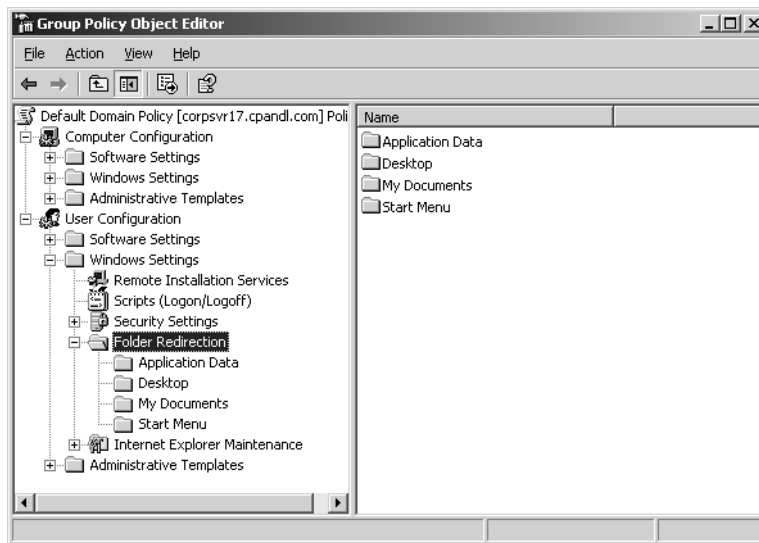 Group Policy Object Editor
File Action View Help
Default Domain Policy [corpsvr17.cpandl.com] Poli
Computer Configuration
Software Settings
Windows Settings
Administrative Templates
User Configuration
Software Settings
Windows Settings
Remote Installation Services
Scripts (Logon/Logoff)
Security Settings
Folder Redirection
Application Data
Desktop
My Documents
Start Menu
Internet Explorer Maintenance
Administrative Templates
Name
Application Data
Desktop
My Documents
Start Menu